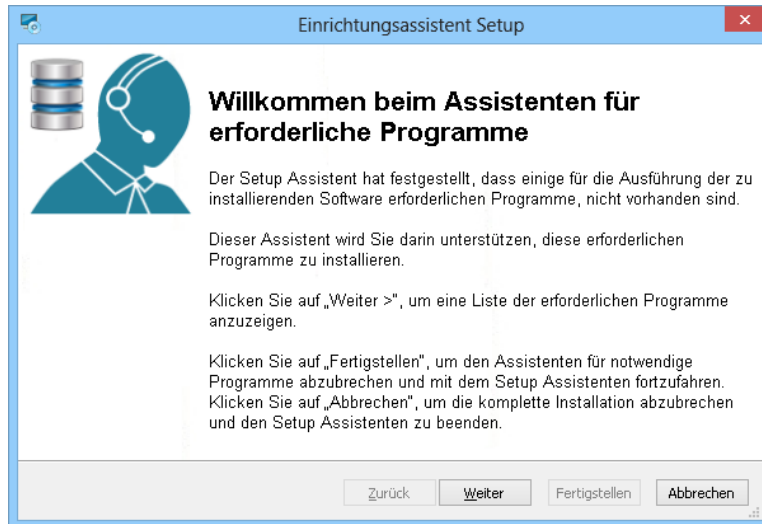 Einrichtungsassistent Setup
Willkommen beim Assistenten für
erforderliche Programme
Der Setup Assistent hat festgestellt, dass einige für die Ausführung der zu
installierenden Software erforderlichen Programme, nicht vorhanden sind.
Dieser Assistent wird Sie darin unterstützen, diese erforderlichen
Programme zu installieren.
Klicken Sie auf „Weiter >", um eine Liste der erforderlichen Programme
anzuzeigen.
Klicken Sie auf „Fertigstellen", um den Assistenten für notwendige
Programme abzubrechen und mit dem Setup Assistenten fortzufahren.
Klicken Sie auf „Abbrechen", um die komplette Installation abzubrechen
und den Setup Assistenten zu beenden.
Zurück Weiter Fertigstellen Abbrechen